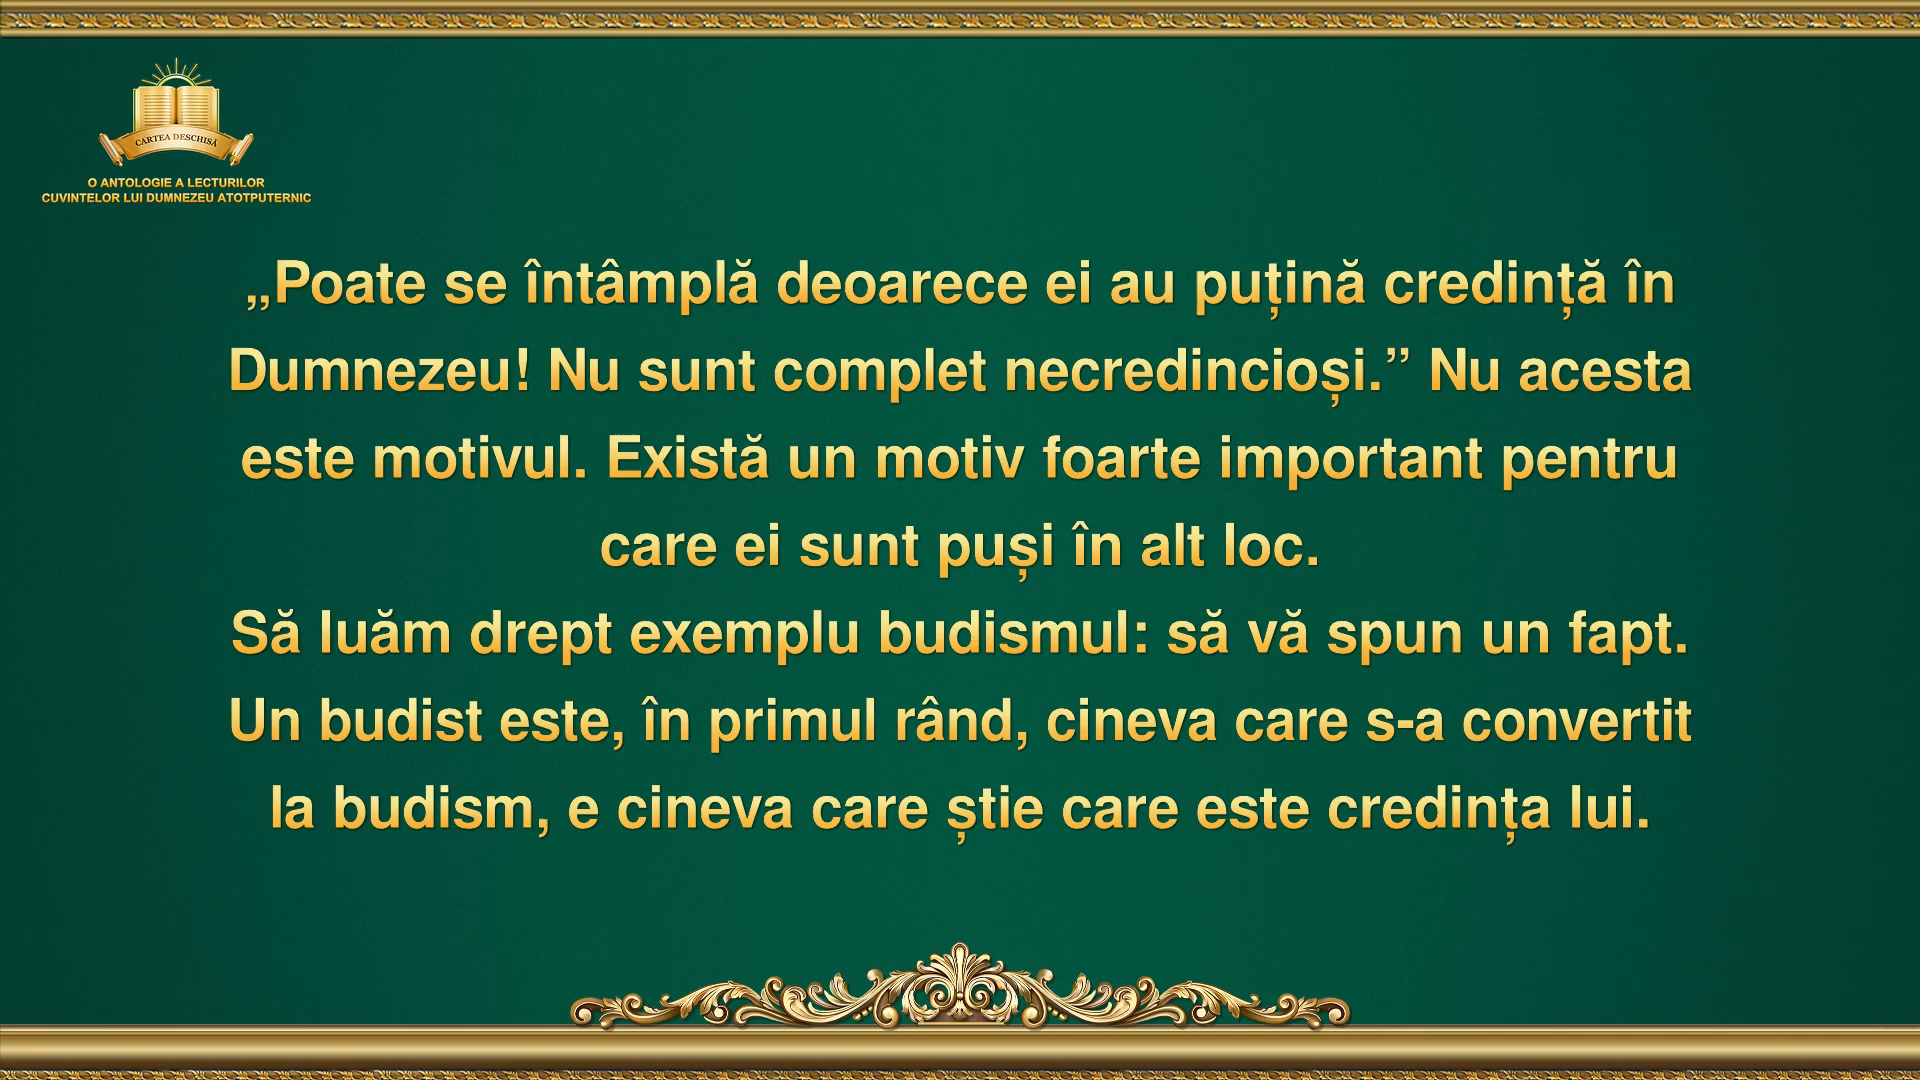 CARTEA DESCHISĂ
O ANTOLOGIE A LECTURILOR
CUVINTELOR LUI DUMNEZEU ATOTPUTERNIC
„Poate se întâmplă deoarece ei au puțină credință în
Dumnezeu! Nu sunt complet necredincioși.” Nu acesta
este motivul. Există un motiv foarte important pentru
care ei sunt puși în alt loc.
Să luăm drept exemplu budismul: să vă spun un fapt.
Un budist este, în primul rând, cineva care s-a convertit
la budism, e cineva care știe care este credința lui.